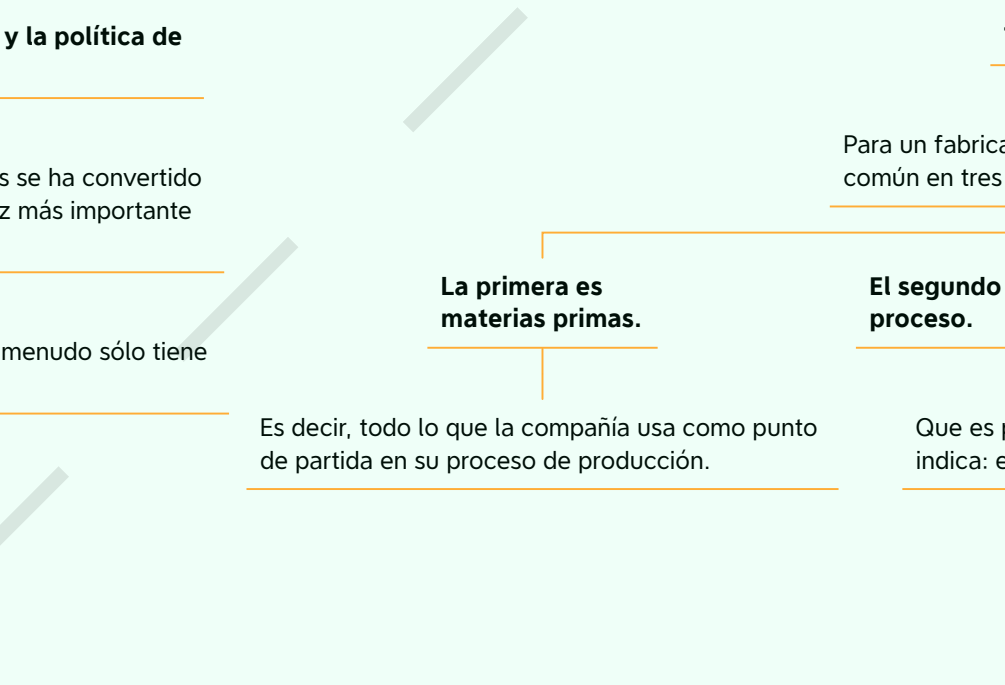 y la política de
s se ha convertido
z más importante
menudo sólo tiene
Para un fabrica
común en tres
La primera es
materias primas.
El segundo
proceso.
Es decir, todo lo que la compañía usa como punto
de partida en su proceso de producción.
Que es p
indica: e